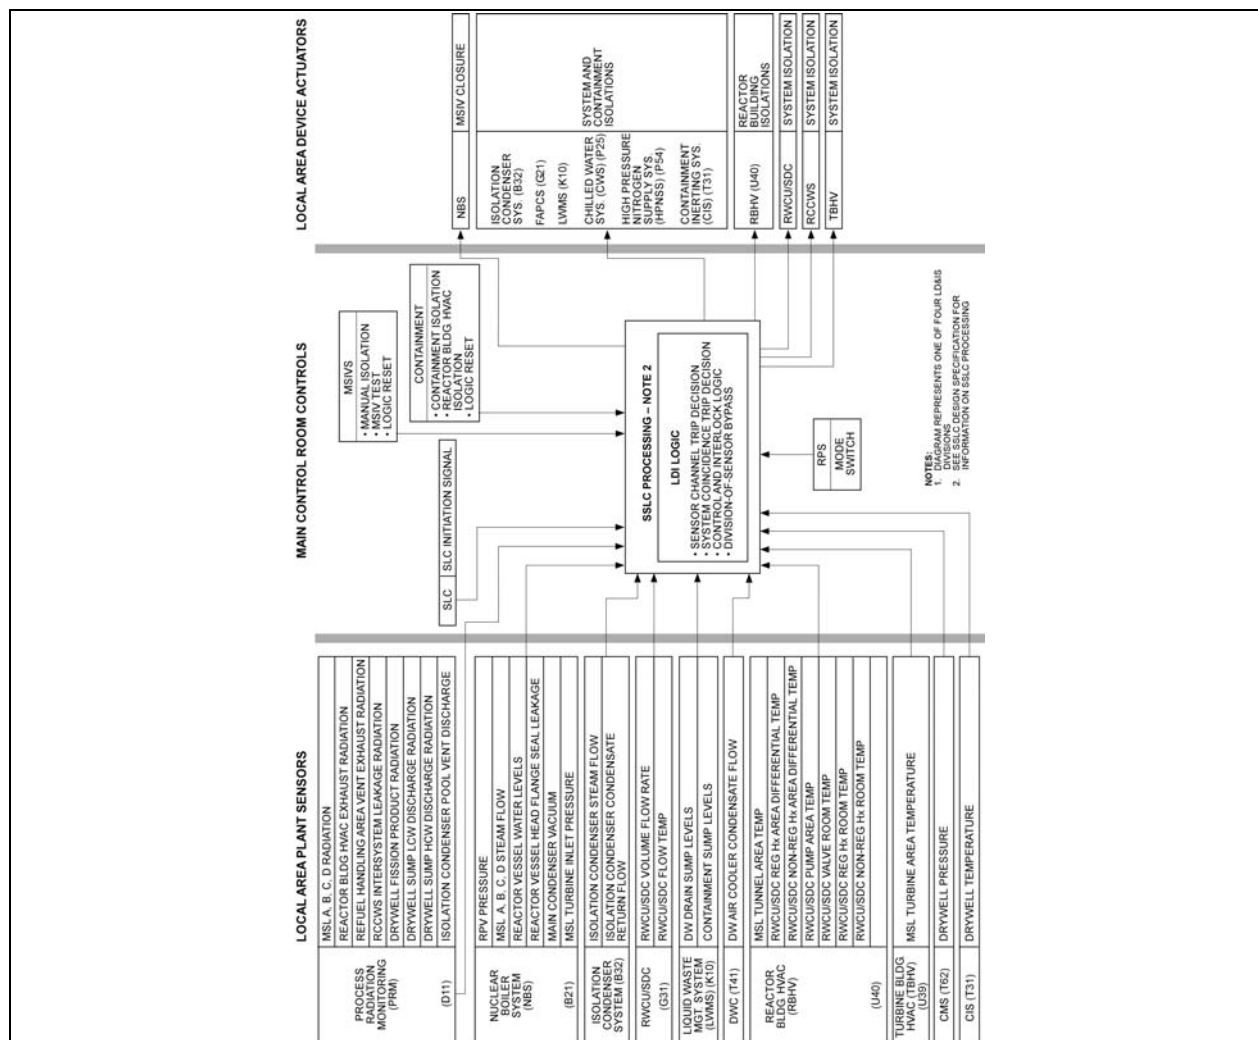 LOCAL AREA PLANT SENSORS
PROCESS
RADIATION
MONITORING
(PRM)
(D11)
MSL A, B, C, D RADIATION
REACTOR BLDG HVAC EXHAUST RADIATION
REFUEL HANDLING AREA VENT EXHAUST RADIATION
RCCWS INTERSYSTEM LEAKAGE RADIATION
DRYWELL FISSION PRODUCT RADIATION
DRYWELL SUMP LCW DISCHARGE RADIATION
DRYWELL SUMP HCW DISCHARGE RADIATION
ISOLATION CONDENSER POOL VENT DISCHARGE
NUCLEAR
BOILER
SYSTEM
(NBS)
(B21)
RPV PRESSURE
MSL A, B, C, D STEAM FLOW
REACTOR VESSEL WATER LEVELS
REACTOR VESSEL HEAD FLANGE SEAL LEAKAGE
MAIN CONDENSER VACUUM
MSL TURBINE INLET PRESSURE
ISOLATION
CONDENSER
SYSTEM (B32)
ISOLATION CONDENSER STEAM FLOW
ISOLATION CONDENSER CONDENSATE
RETURN FLOW
RWCU/SDC
(G31)
RWCU/SDC VOLUME FLOW RATE
RWCU/SDC FLOW TEMP
LIQUID WASTE
MGT SYSTEM
(LWMS) (K10)
DW DRAIN SUMP LEVELS
CONTAINMENT SUMP LEVELS
DWC (T41)
DW AIR COOLER CONDENSATE FLOW
REACTOR
BLDG HVAC
(RBHV)
(U40)
MSL TUNNEL AREA TEMP
RWCU/SDC REG Hx AREA DIFFERENTIAL TEMP
RWCU/SDC NON-REG Hx AREA DIFFERENTIAL TEMP
RWCU/SDC PUMP AREA TEMP
RWCU/SDC VALVE ROOM TEMP
RWCU/SDC REG Hx ROOM TEMP
RWCU/SDC NON-REG Hx ROOM TEMP
TURBINE BLDG
HVAC (TBHV)
(U39)
MSL TURBINE AREA TEMPERATURE
CMS (T62)
DRYWELL PRESSURE
CIS (T31)
DRYWELL TEMPERATURE
MAIN CONTROL ROOM CONTROLS
SLC
SLC INITIATION SIGNAL
MSIVS
• MANUAL ISOLATION
• MSIV TEST
• LOGIC RESET
CONTAINMENT
• CONTAINMENT ISOLATION
• REACTOR BLDG HVAC
ISOLATION
• LOGIC RESET
SSLC PROCESSING – NOTE 2
LDI LOGIC
• SENSOR CHANNEL TRIP DECISION
• SYSTEM COINCIDENCE TRIP DECISION
• CONTROL AND INTERLOCK LOGIC
• DIVISION-OF-SENSOR BYPASS
RPS
MODE
SWITCH
NOTES:
1. DIAGRAM REPRESENTS ONE OF FOUR LD&IS
DIVISIONS
2. SEE SSLC DESIGN SPECIFICATION FOR
INFORMATION ON SSLC PROCESSING
LOCAL AREA DEVICE ACTUATORS
NBS
MSIV CLOSURE
ISOLATION
CONDENSER
SYS. (B32)
FAPCS (G21)
LWMS (K10)
CHILLED WATER
SYS. (CWS) (P25)
HIGH PRESSURE
NITROGEN
SUPPLY SYS.
(HPNSS) (P54)
CONTAINMENT
INERTING SYS.
(CIS) (T31)
SYSTEM AND
CONTAINMENT
ISOLATIONS
RBHV (U40)
REACTOR
BUILDING
ISOLATIONS
RWCU/SDC
SYSTEM ISOLATION
RCCWS
SYSTEM ISOLATION
TBHV
SYSTEM ISOLATION